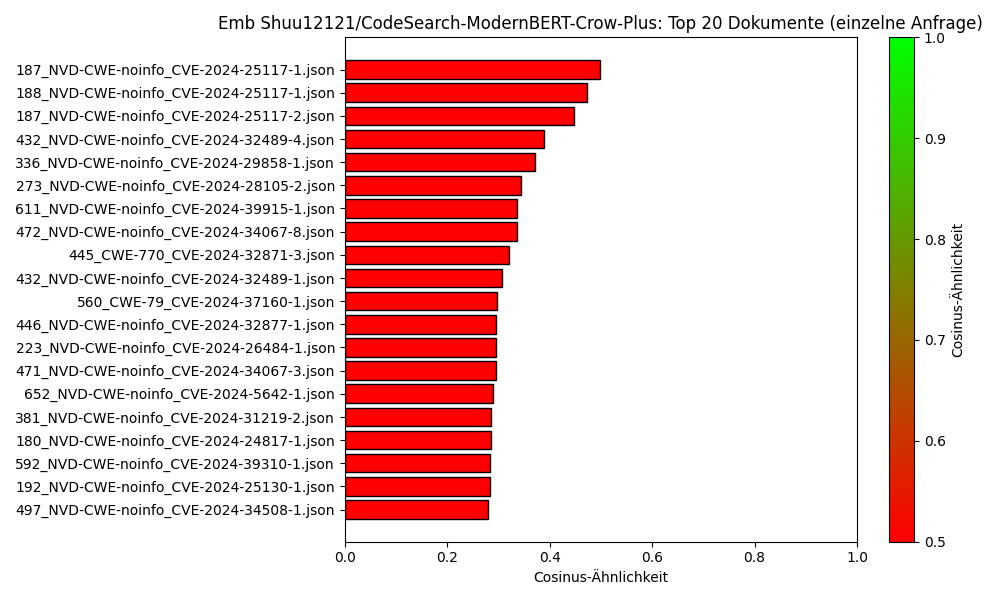 Emb Shuu12121/CodeSearch-ModernBERT-Crow-Plus: Top 20 Dokumente (einzelne Anfrage)
187_NVD-CWE-noinfo_CVE-2024-25117-1.json
188_NVD-CWE-noinfo_CVE-2024-25117-1.json
187_NVD-CWE-noinfo_CVE-2024-25117-2.json
432_NVD-CWE-noinfo_CVE-2024-32489-4.json
336_NVD-CWE-noinfo_CVE-2024-29858-1.json
273_NVD-CWE-noinfo_CVE-2024-28105-2.json
611_NVD-CWE-noinfo_CVE-2024-39915-1.json
472_NVD-CWE-noinfo_CVE-2024-34067-8.json
445_CWE-770_CVE-2024-32871-3.json
432_NVD-CWE-noinfo_CVE-2024-32489-1.json
560_CWE-79_CVE-2024-37160-1.json
446_NVD-CWE-noinfo_CVE-2024-32877-1.json
223_NVD-CWE-noinfo_CVE-2024-26484-1.json
471_NVD-CWE-noinfo_CVE-2024-34067-3.json
652_NVD-CWE-noinfo_CVE-2024-5642-1.json
381_NVD-CWE-noinfo_CVE-2024-31219-2.json
180_NVD-CWE-noinfo_CVE-2024-24817-1.json
592_NVD-CWE-noinfo_CVE-2024-39310-1.json
192_NVD-CWE-noinfo_CVE-2024-25130-1.json
497_NVD-CWE-noinfo_CVE-2024-34508-1.json
0.0 0.2 0.4 0.6 0.8 1.0
Cosinus-Ähnlichkeit
1.0
0.9
0.8
0.7
0.6
0.5
Cosinus-Ähnlichkeit